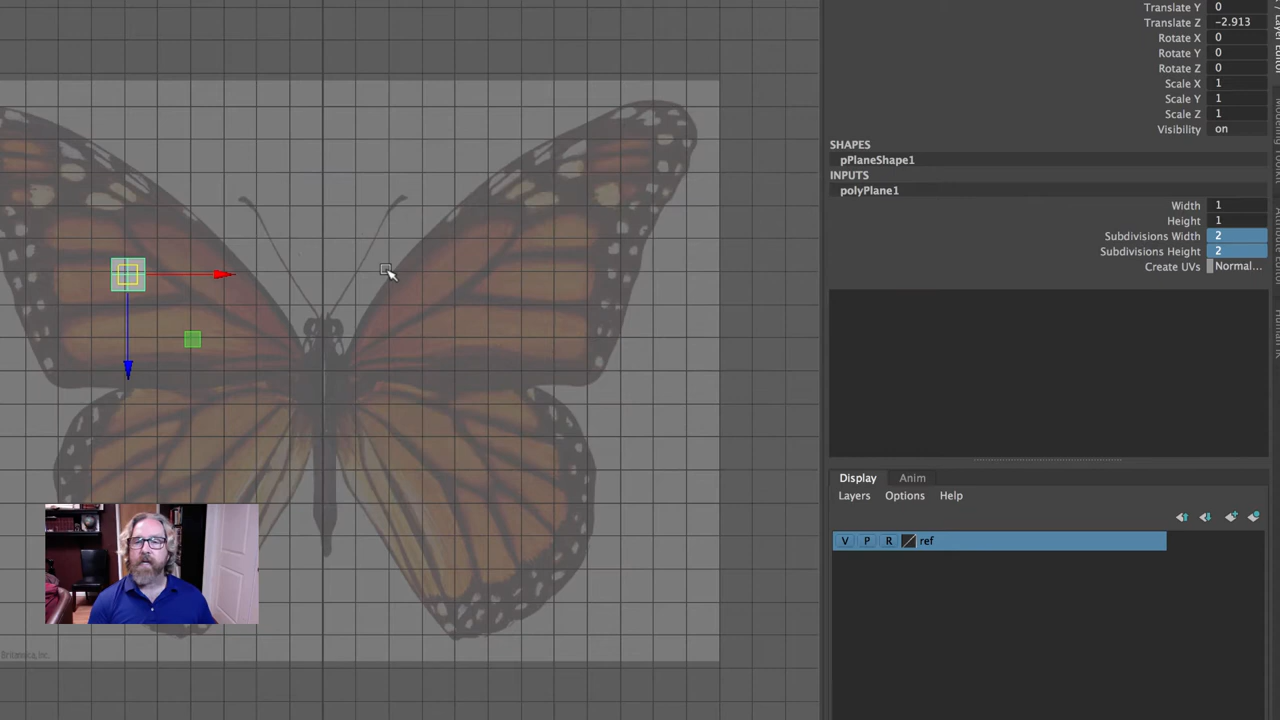 Translate Y 0
Translate Z -2.913
Rotate X 0
Rotate Y 0
Rotate Z 0
Scale X 1
Scale Y 1
Scale Z 1
Visibility on
SHAPES
pPlaneShape1
INPUTS
polyPlane1
Width 1
Height 1
Subdivisions Width 2
Subdivisions Height 2
Create UVs Normal...
Display Anim
Layers Options Help
V P R ref
Britannica, Inc.